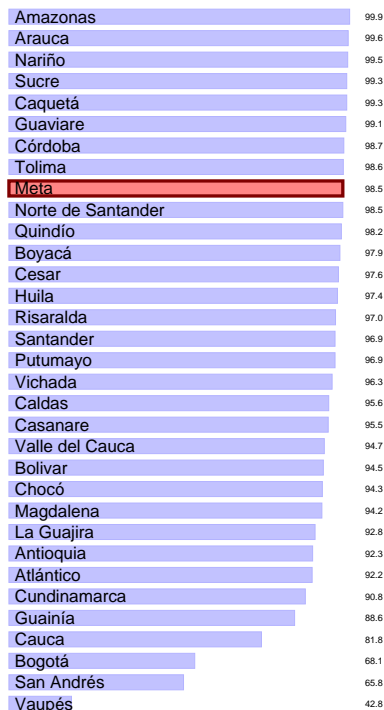 Amazonas 99.9
Arauca 99.6
Nariño 99.5
Sucre 99.3
Caquetá 99.3
Guaviare 99.1
Córdoba 98.7
Tolima 98.6
Meta 98.5
Norte de Santander 98.5
Quindío 98.2
Boyacá 97.9
Cesar 97.6
Huila 97.4
Risaralda 97.0
Santander 96.9
Putumayo 96.9
Vichada 96.3
Caldas 95.6
Casanare 95.5
Valle del Cauca 94.7
Bolivar 94.5
Chocó 94.3
Magdalena 94.2
La Guajira 92.8
Antioquia 92.3
Atlántico 92.2
Cundinamarca 90.8
Guainía 88.6
Cauca 81.8
Bogotá 68.1
San Andrés 65.8
Vaupés 42.8